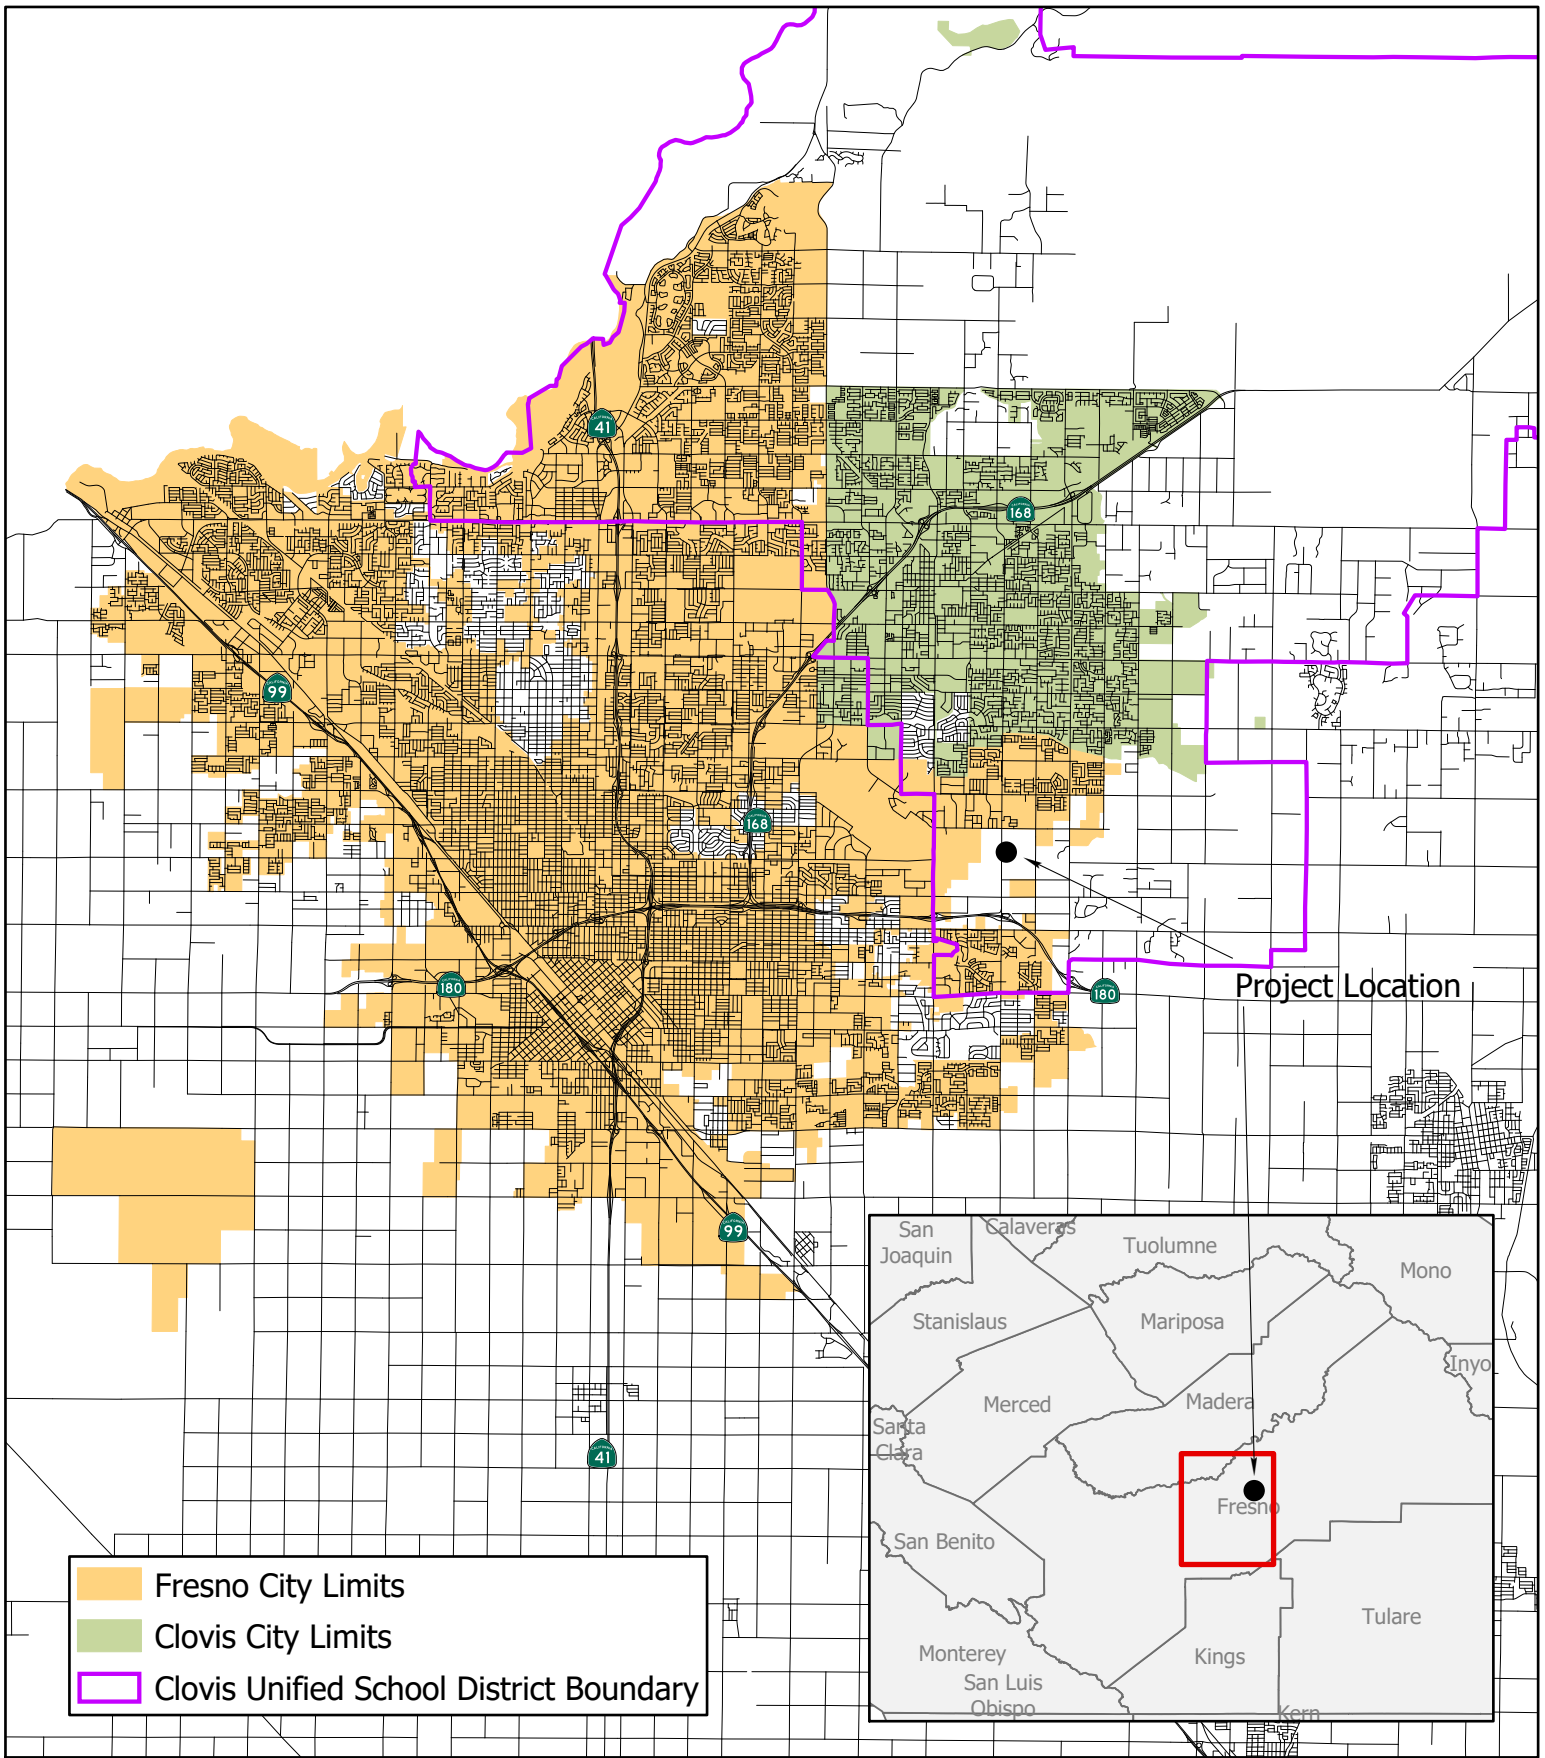 41
168
99
168
180
180
Project Location
99
41
San
Joaquin
Calaveras
Tuolumne
Mono
Stanislaus
Mariposa
Inyo
Merced
Madera
Santa
Clara
Fresno
San Benito
Tulare
Monterey
Kings
San Luis
Obispo
Kern
Fresno City Limits
Clovis City Limits
Clovis Unified School District Boundary